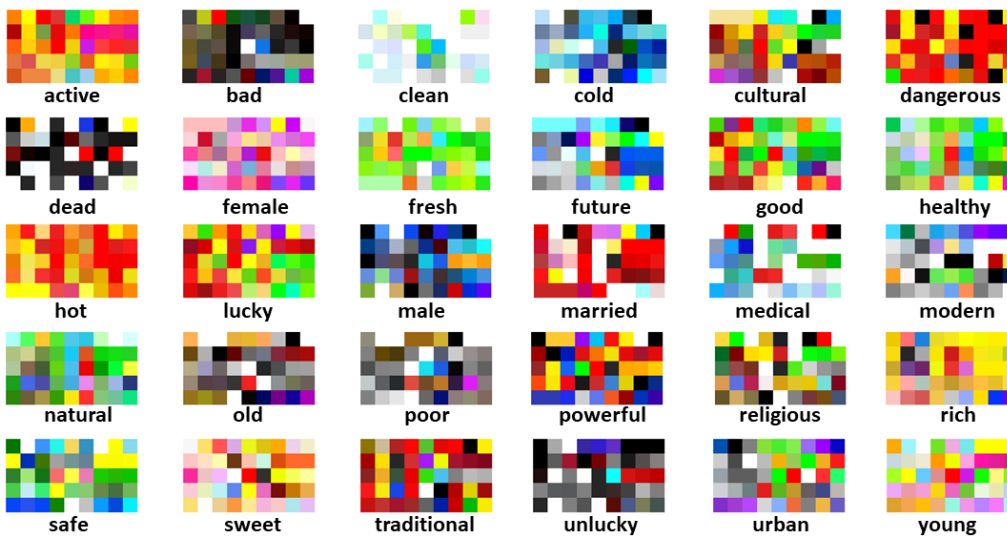 active bad clean cold cultural dangerous
dead female fresh future good healthy
hot lucky male married medical modern
natural old poor powerful religious rich
safe sweet traditional unlucky urban young